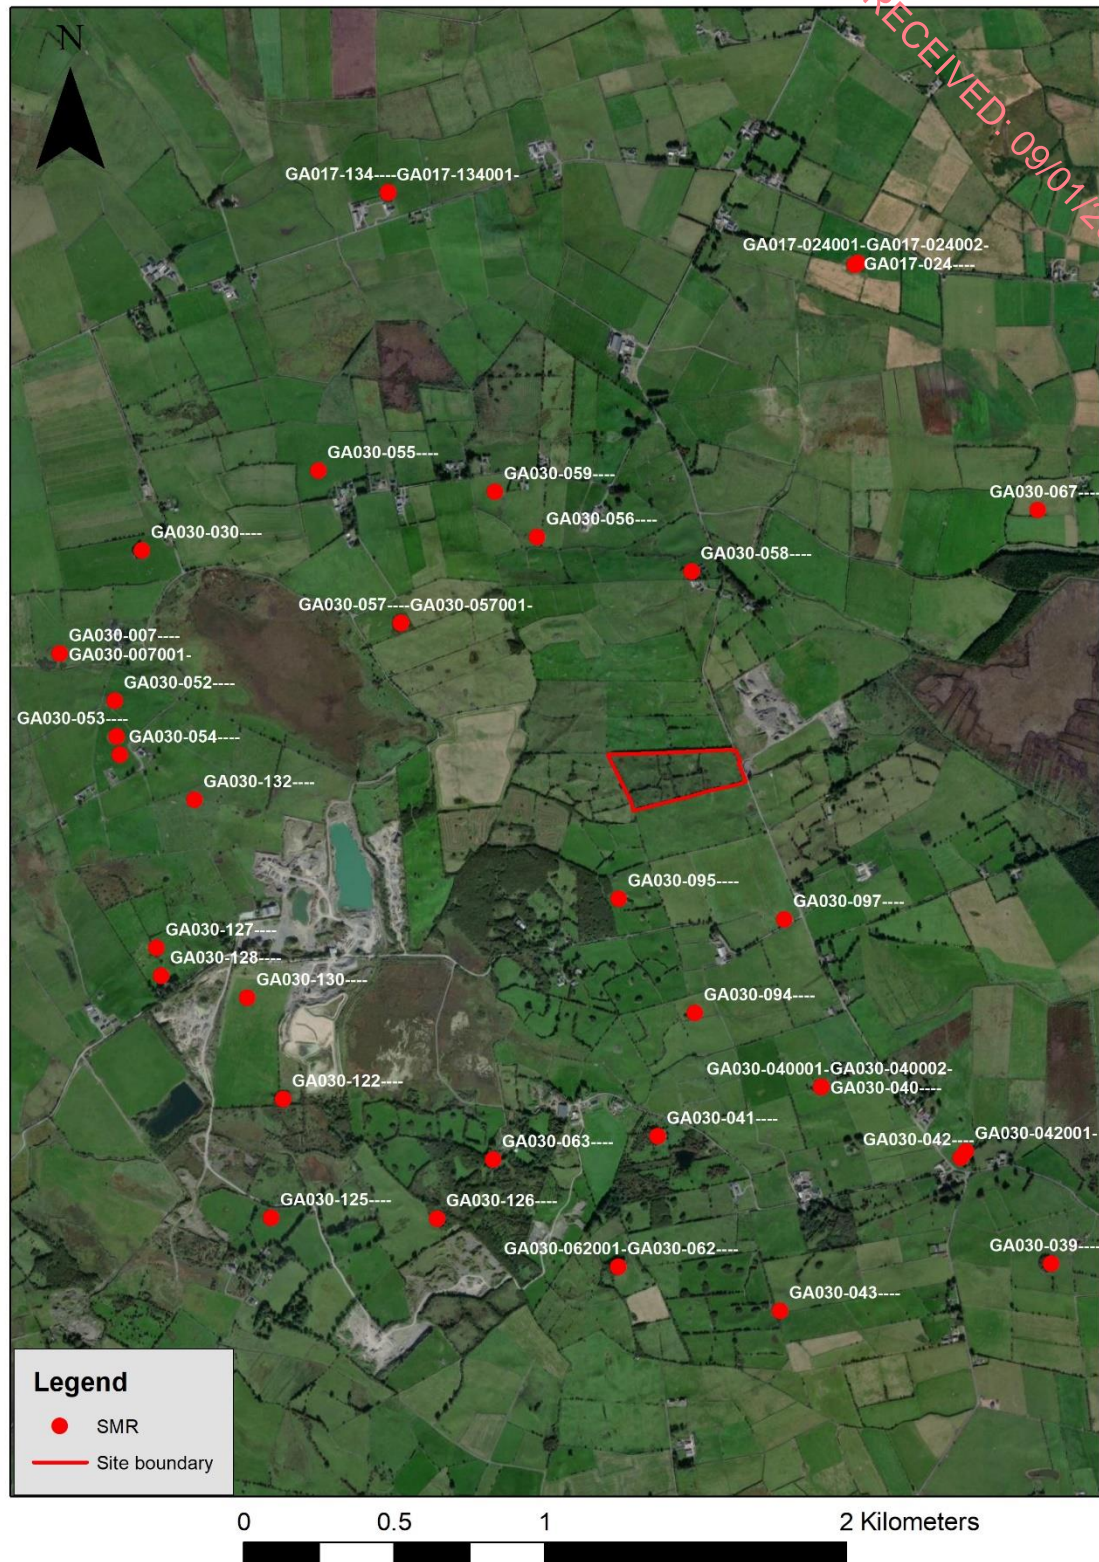 RECEIVED: 09/01/2
N
GA017-134----GA017-134001-
GA017-024001-GA017-024002-
GA017-024----
GA030-055----
GA030-059----
GA030-067----
GA030-030----
GA030-056----
GA030-058----
GA030-057----GA030-057001-
GA030-007----
GA030-007001-
GA030-052----
GA030-053----
GA030-054----
GA030-132----
GA030-095----
GA030-097----
GA030-127----
GA030-128----
GA030-130----
GA030-094----
GA030-040001-GA030-040002-
GA030-040----
GA030-122----
GA030-041----
GA030-063----
GA030-042----
GA030-042001-
GA030-125----
GA030-126----
GA030-062001-GA030-062----
GA030-039----
GA030-043----
Legend
SMR
Site boundary
0 0.5 1 2 Kilometers